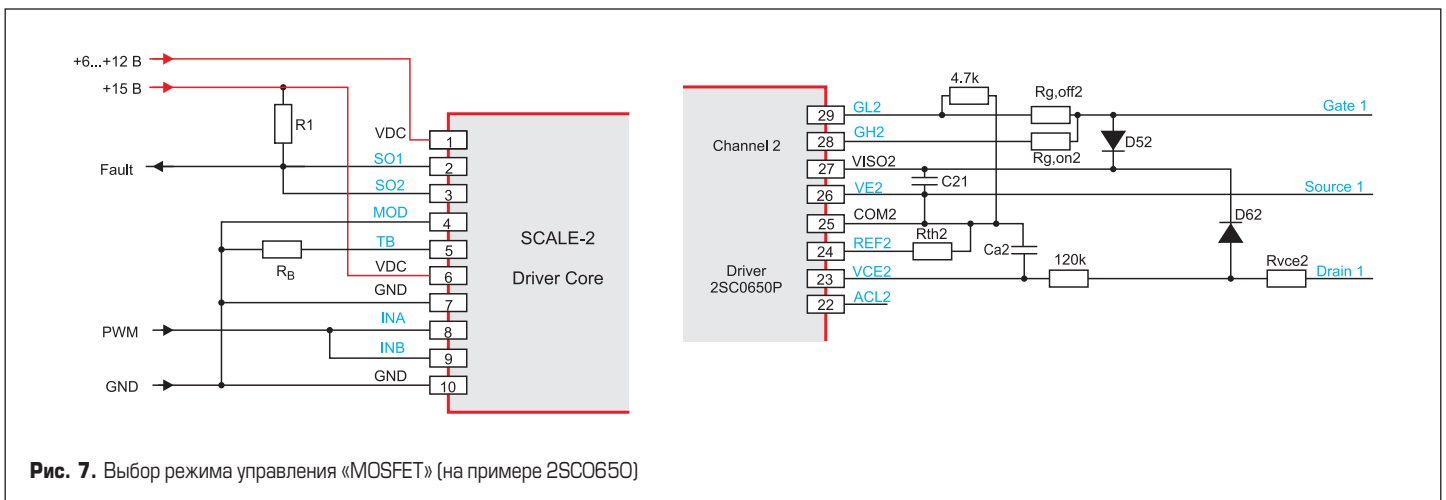 +6...+12 В
+15 В
R1
Fault
VDC
1
SO1
2
SO2
3
MOD
4
TB
5
RB
VDC
6
GND
7
PWM
INA
8
INB
9
GND
GND
10
SCALE-2
Driver Core
Channel 2
Driver
2SC0650P
29
GL2
28
GH2
27
VISO2
26
VE2
25
COM2
24
REF2
23
VCE2
22
ACL2
4.7k
Rg,off2
Rg,on2
Gate 1
D52
C21
Source 1
Rth2
Ca2
D62
120k
Rvce2
Drain 1
Рис. 7. Выбор режима управления «MOSFET» (на примере 2SC0650)